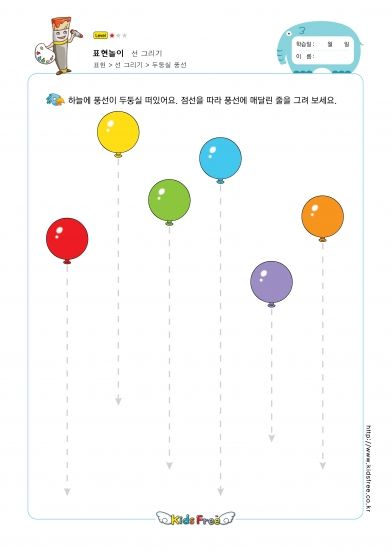 Level
표현놀이 선 그리기
표현 > 선 그리기 > 두둥실 풍선
학습일 : 월 일
이 름 :
하늘에 풍선이 두둥실 떠있어요. 점선을 따라 풍선에 매달린 줄을 그려 보세요.
http://www.kidsfree.co.kr
Kids Free